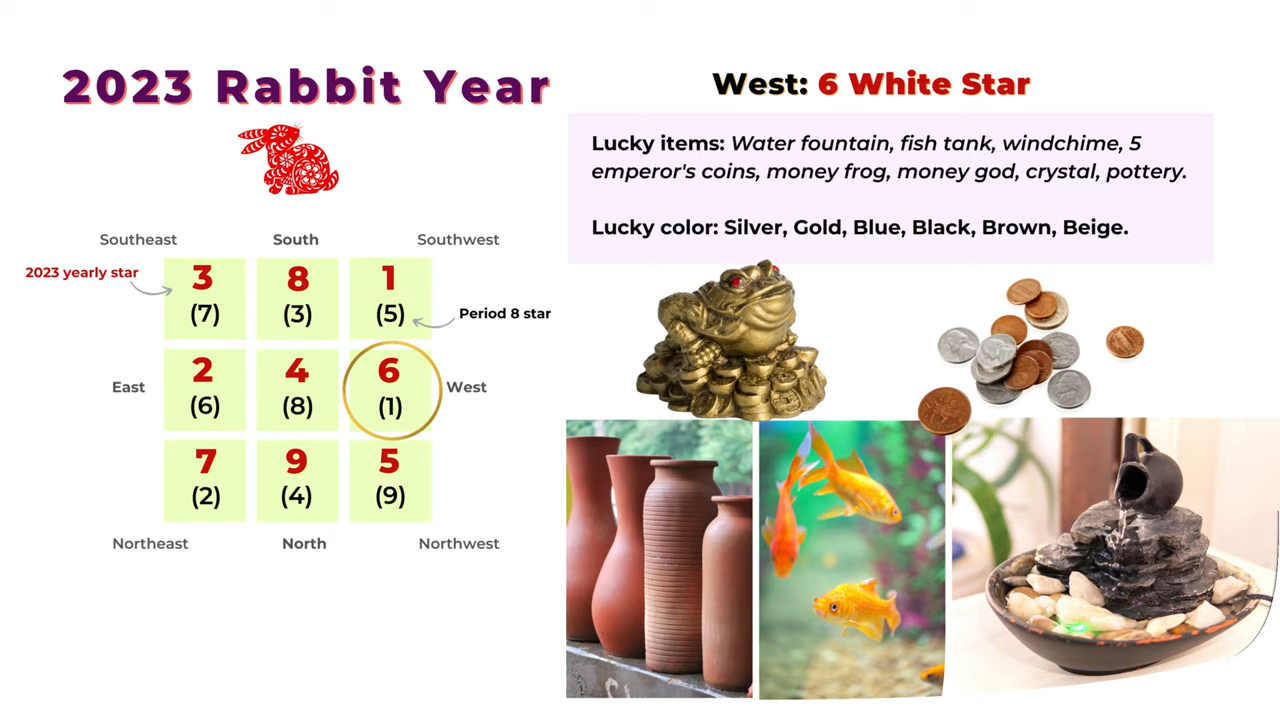 2023 Rabbit Year
Southeast South Southwest
2023 yearly star
3 8 1
(7) (3) (5)
Period 8 star
East
2 4 6
(6) (8) (1)
West
7 9 5
(2) (4) (9)
Northeast North Northwest
West: 6 White Star
Lucky items: Water fountain, fish tank, windchime, 5
emperor's coins, money frog, money god, crystal, pottery.
Lucky color: Silver, Gold, Blue, Black, Brown, Beige.